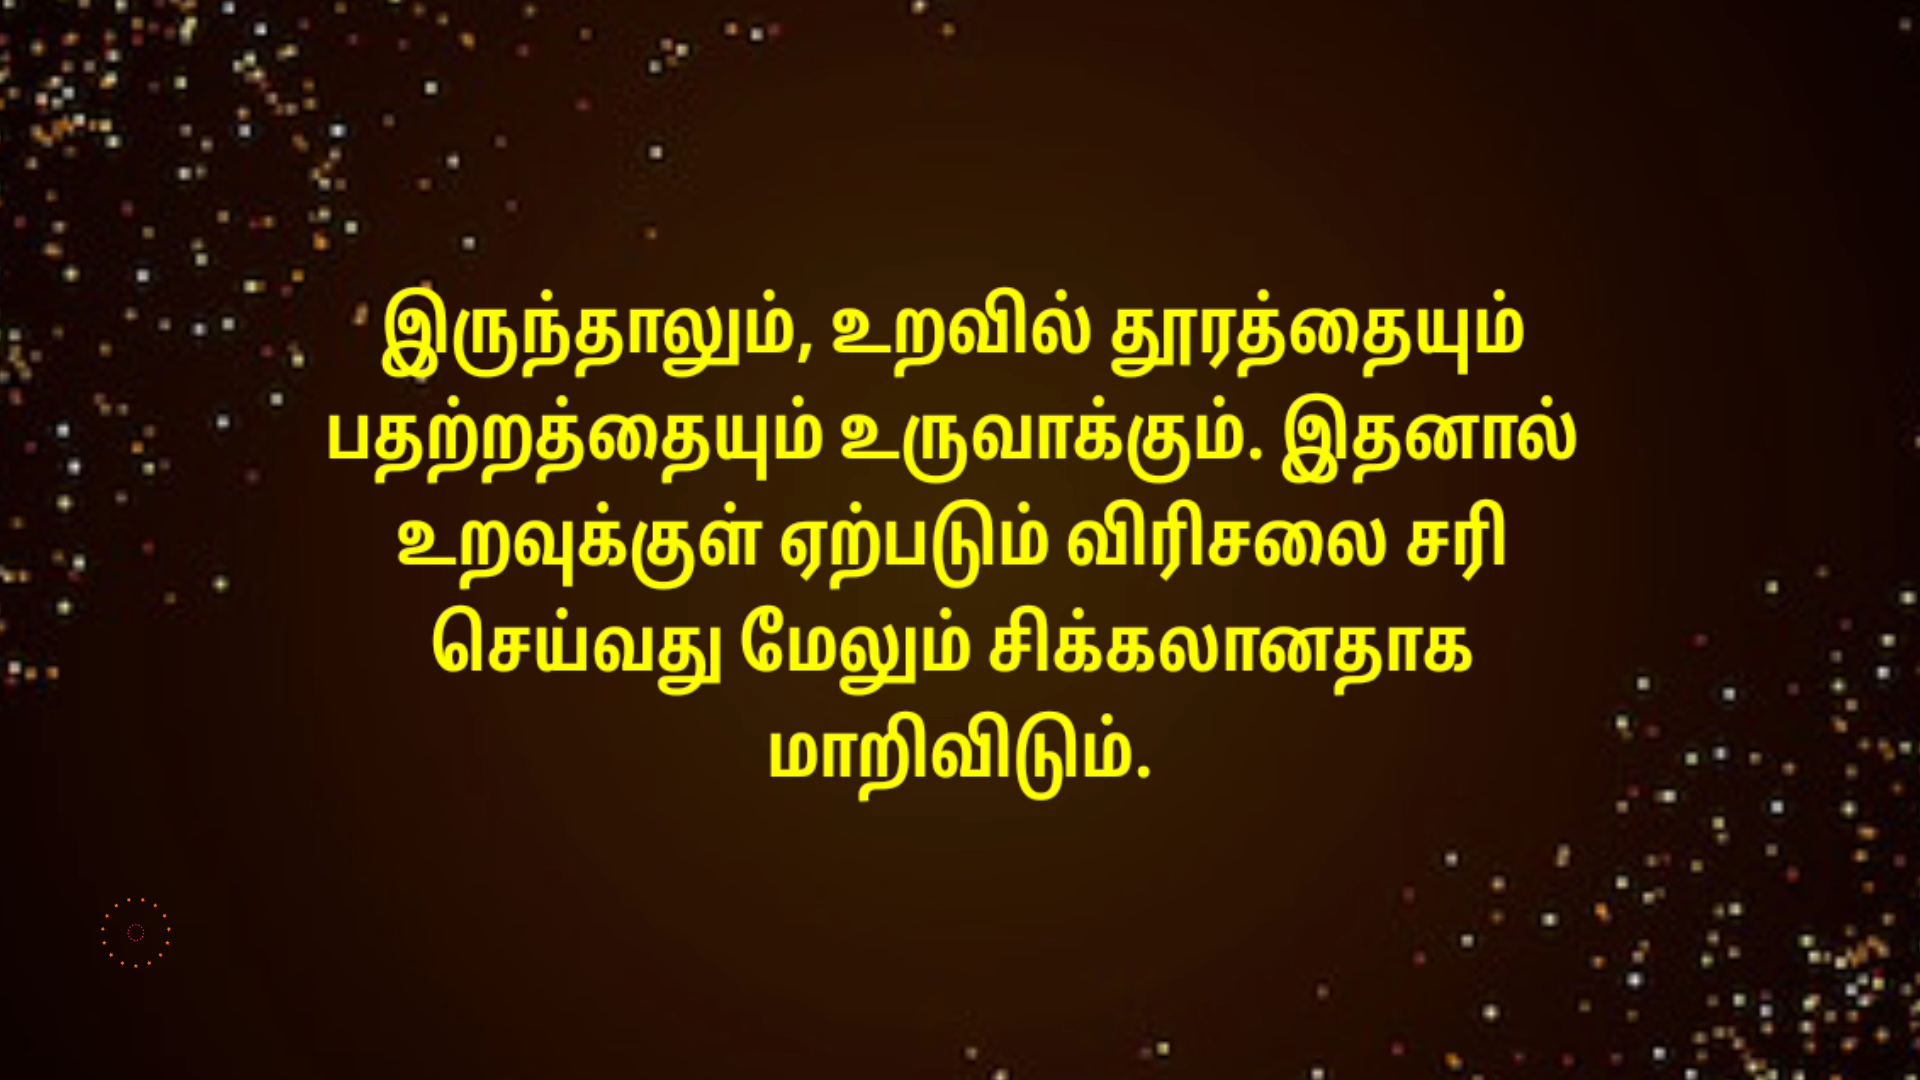 இருந்தாலும், உறவில் தூரத்தையும்
பதற்றத்தையும் உருவாக்கும். இதனால்
உறவுக்குள் ஏற்படும் விரிசலை சரி
செய்வது மேலும் சிக்கலானதாக
மாறிவிடும்.